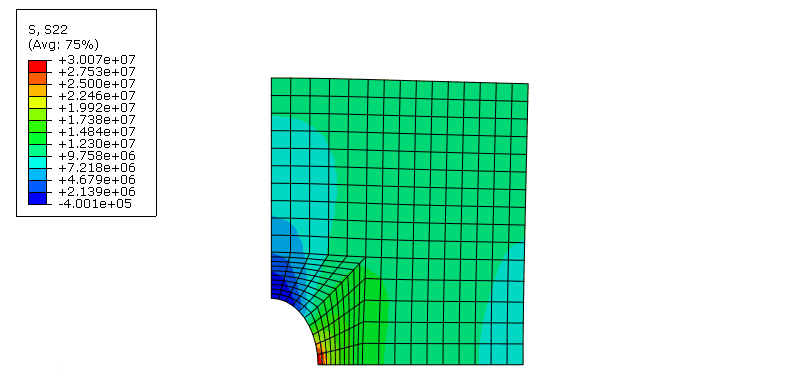 S, S22
(Avg: 75%)
+3.007e+07
+2.753e+07
+2.500e+07
+2.246e+07
+1.992e+07
+1.738e+07
+1.484e+07
+1.230e+07
+9.758e+06
+7.218e+06
+4.679e+06
+2.139e+06
-4.001e+05